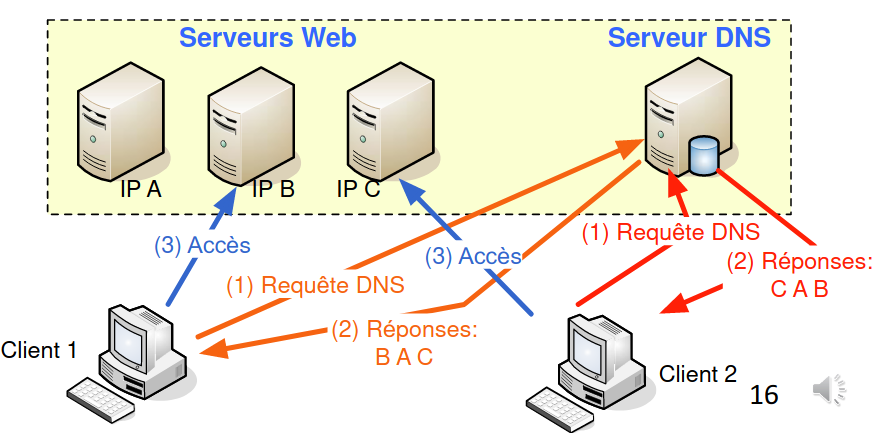 Serveurs Web
Serveur DNS
IP A
IP B
IP C
(3) Accès
(1) Requête DNS
(3) Accès
(1) Requête DNS
(2) Réponses:
C A B
(2) Réponses:
B A C
Client 1
Client 2
16